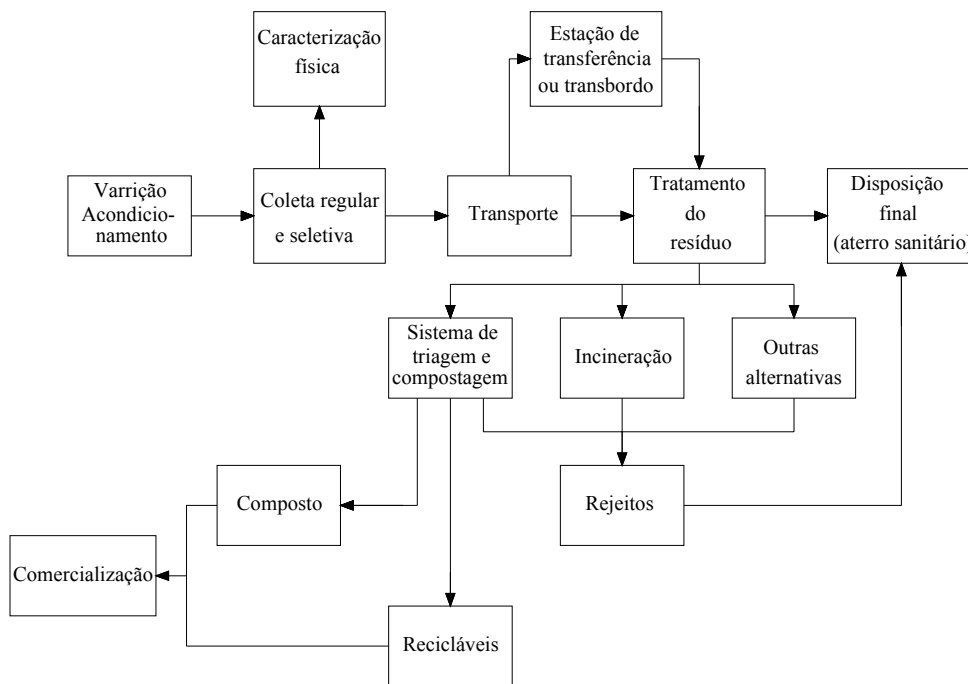 Caracterização
física
Estação de
transferência
ou transbordo
Varrição
Acondicio-
namento
Coleta regular
e seletiva
Transporte
Tratamento
do
resíduo
Disposição
final
(aterro sanitário)
Sistema de
triagem e
compostagem
Incineração
Outras
alternativas
Composto
Rejeitos
Comercialização
Recicláveis